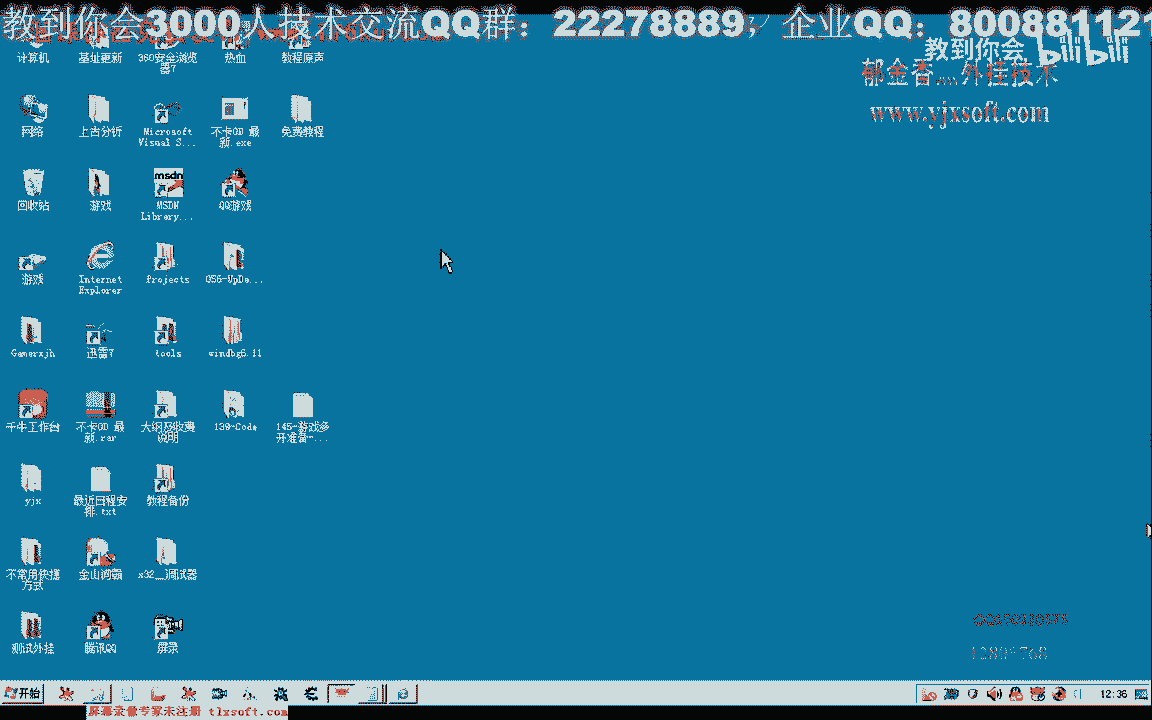 教到你会3000人技术交流QQ群：22278889， 企业QQ：800881121
教到你会 bilibili
郁金香...外挂技术
www.yjxsoft.com
计算机
基址更新
360安全浏览器7
热血
教程原声
网络
上古分析
Microsoft
Visual S...
不卡OD 最新.exe
免费教程
回收站
游戏
MSDN
Library...
QQ游戏
游戏
Internet
Explorer
Projects
056-UpDa...
Gamerxjh
迅雷7
tools
windbg6.11
千牛工作台
不卡OD 最新.rar
大纲及收费说明
139-Code
145-游戏多开准备-...
yjx
最近日程安排.txt
教程备份
不常用快捷方式
金山词霸
x32__调试器
测试外挂
腾讯QQ
屏录
1280*768
开始
12:36
屏幕录像专家未注册 tlxsoft.com